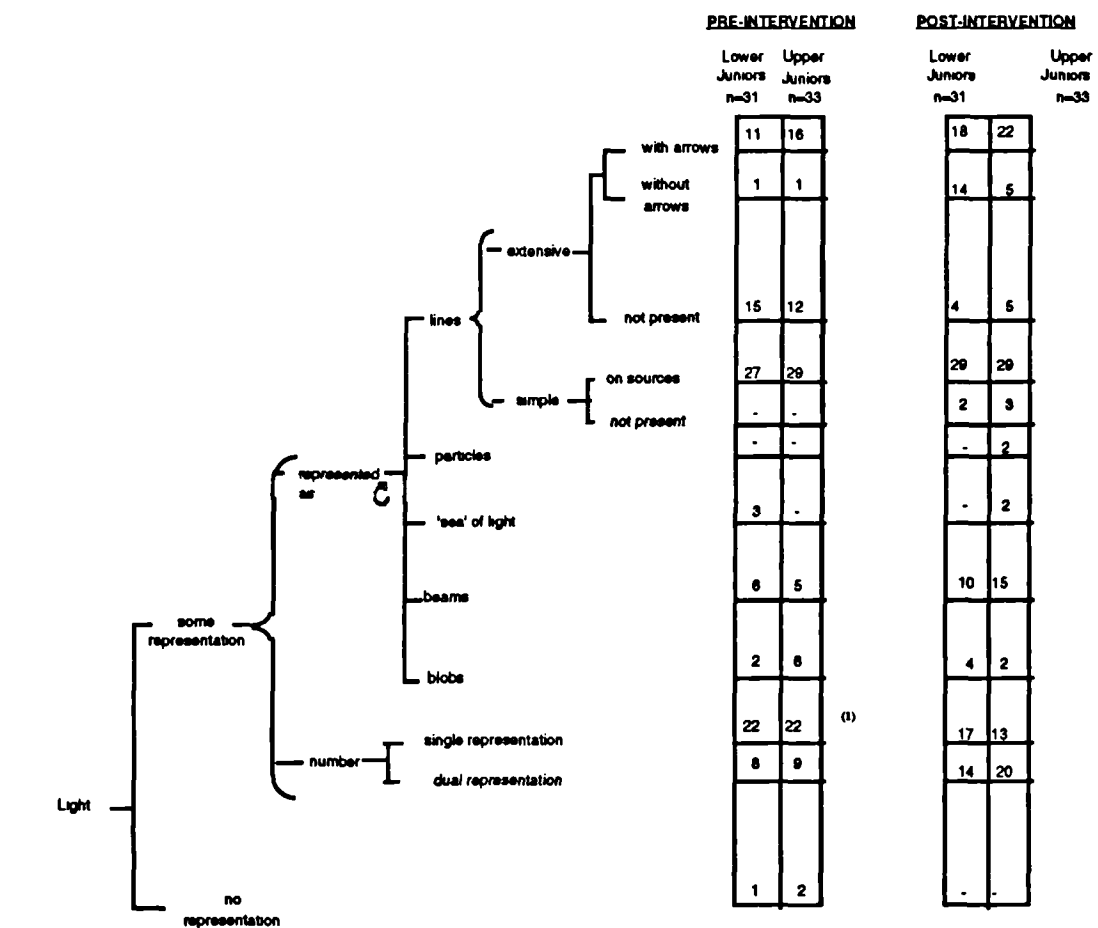 PRE-INTERVENTION POST-INTERVENTION
Lower Upper Lower Upper
Juniors Juniors Juniors Juniors
n=31 n=33 n=31 n=33
with arrows 11 16 18 22
without 1 1 14 5
arrows
extensive
not present 15 12 4 5
lines
on sources 27 29 29 29
simple
not present - - 2 3
particles - - - 2
represented
as
'sea' of light 3 - - 2
beams 6 5 10 15
some
representation
blobs 2 6 4 2
single representation 22 22 (1) 17 13
number
dual representation 8 9 14 20
Light
no 1 2 - -
representation